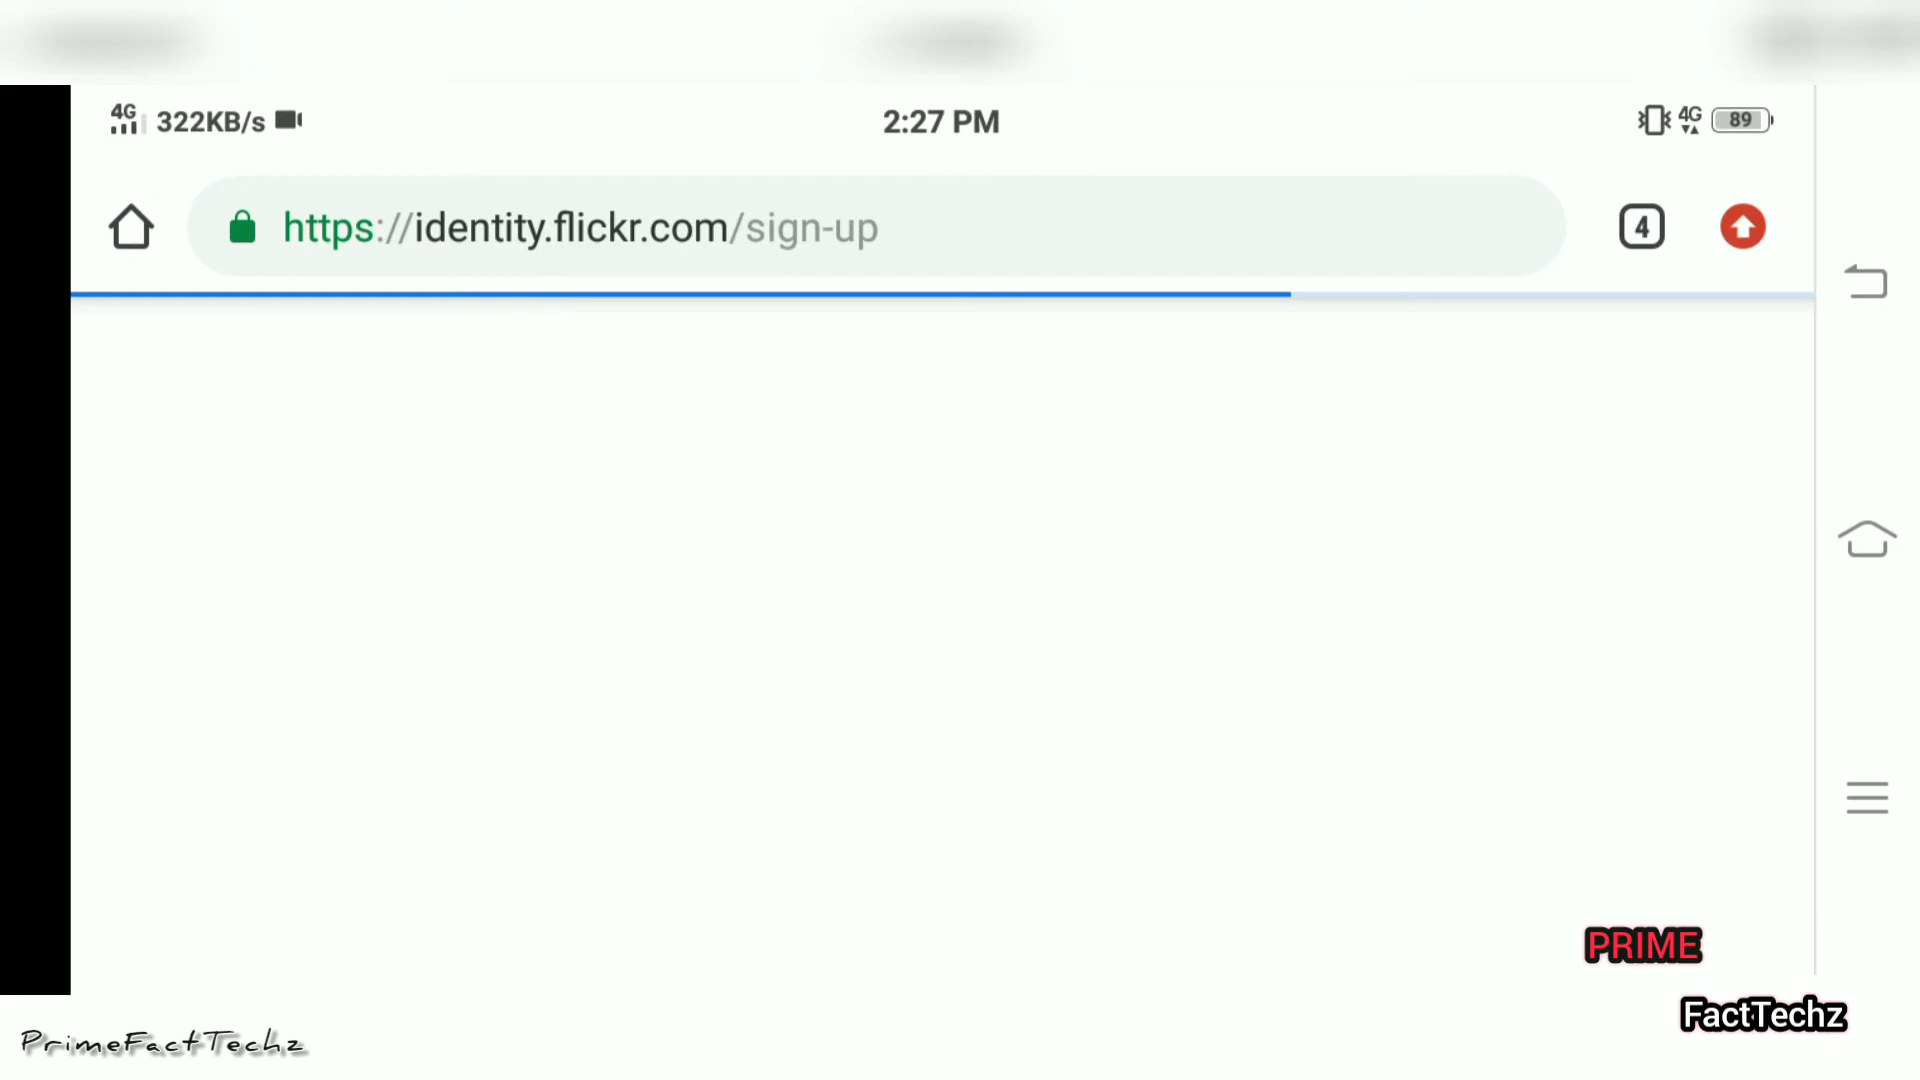 4G 322KB/s 2:27 PM 4G 89
https://identity.flickr.com/sign-up 4
PRIME
FactTechz
PrimeFactTechz